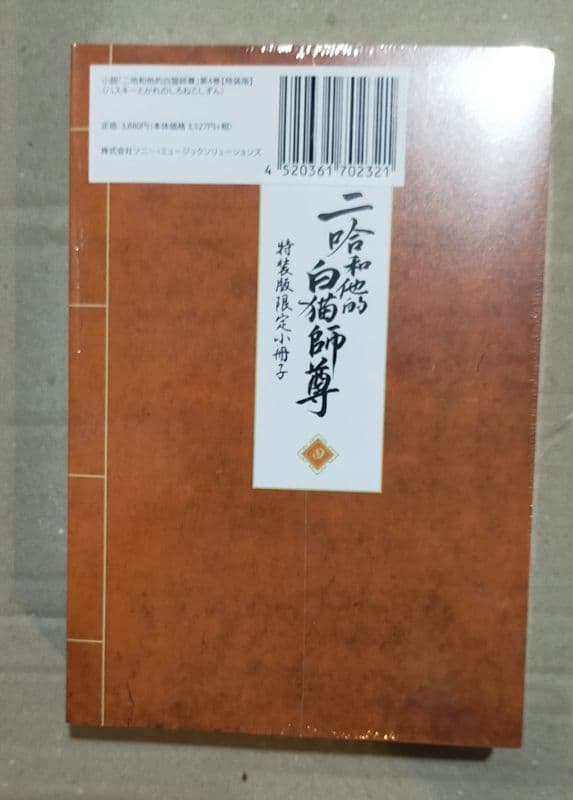 小説「二哈和他的白猫師尊」第4巻【特装版】
（ハスキーとかれのしろねこしずん）
定価：3,880円（本体価格 3,527円+税）
株式会社ソニー・ミュージックソリューションズ
4 520361 702321
二哈和他的白猫師尊
特装版限定小冊子
四